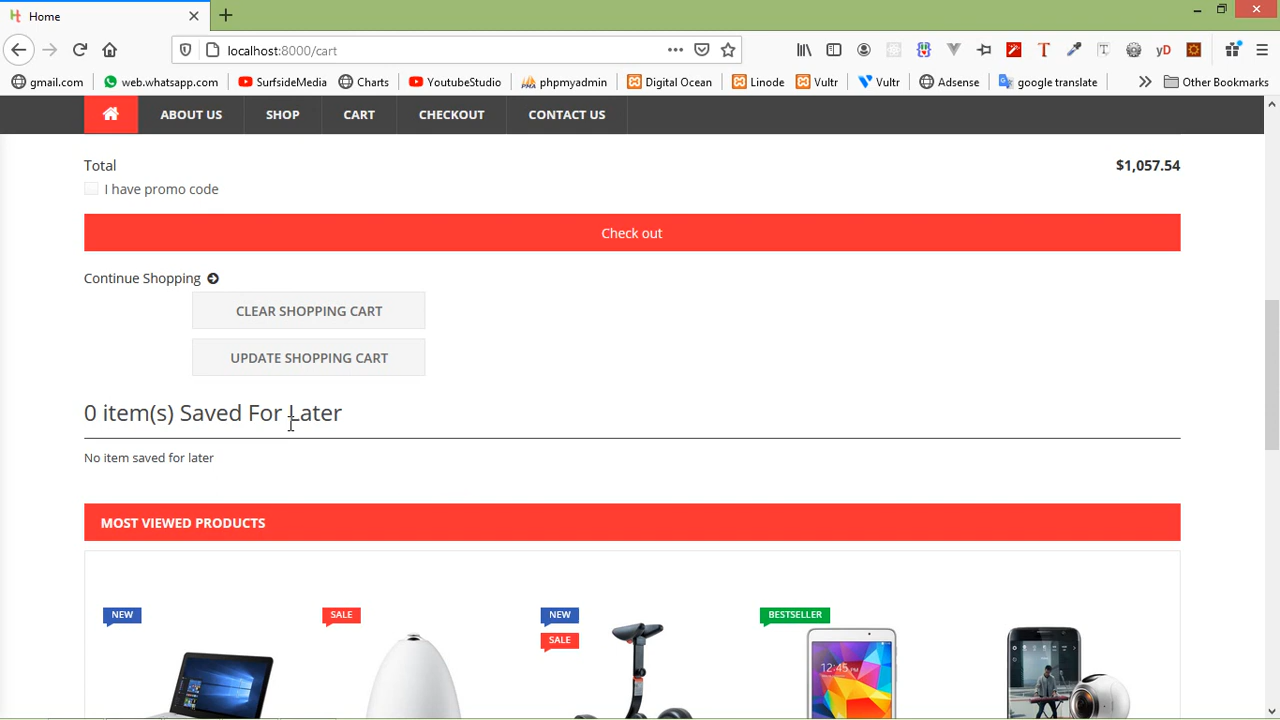 Home
localhost:8000/cart
gmail.com web.whatsapp.com SurfsideMedia Charts YoutubeStudio phpmyadmin Digital Ocean Linode Vultr Vultr Adsense google translate Other Bookmarks
ABOUT US SHOP CART CHECKOUT CONTACT US
Total $1,057.54
I have promo code
Check out
Continue Shopping
CLEAR SHOPPING CART
UPDATE SHOPPING CART
0 item(s) Saved For Later
No item saved for later
MOST VIEWED PRODUCTS
NEW SALE NEW BESTSELLER
SALE
12:45